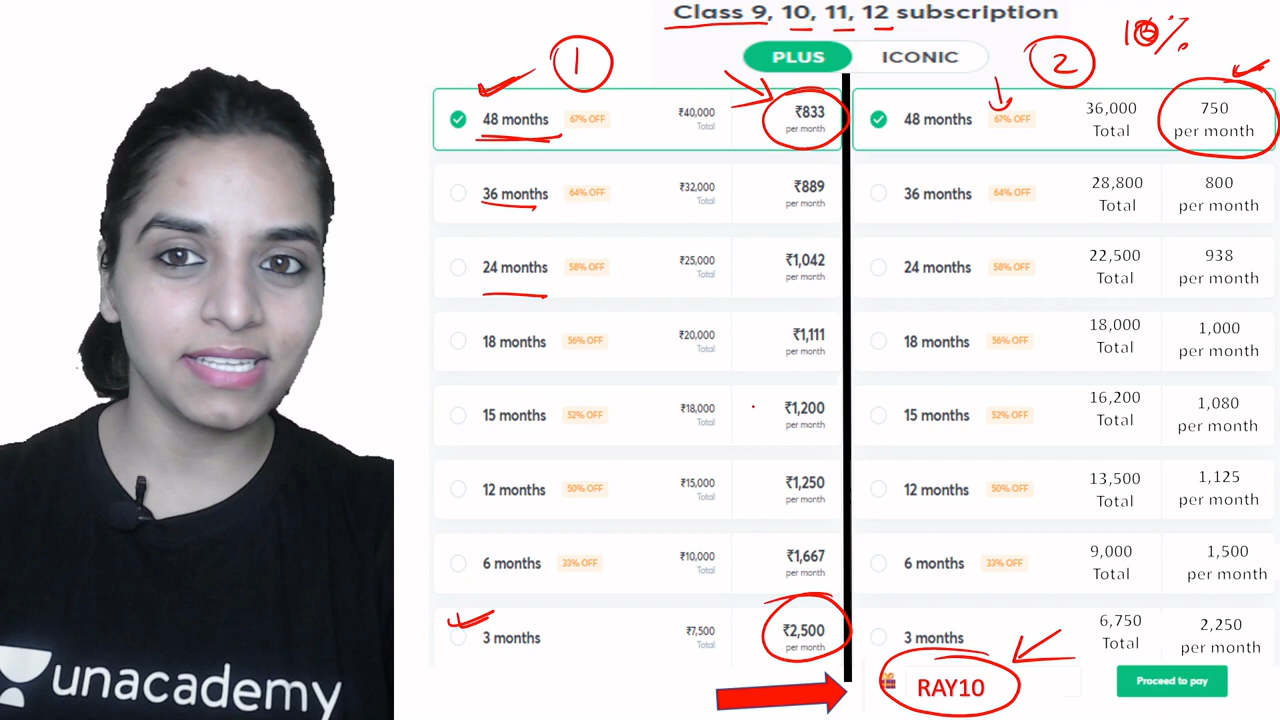 Class 9, 10, 11, 12 subscription
PLUS
ICONIC
1
2
10%
48 months
67% OFF
₹40,000
Total
₹833
per month
36 months
64% OFF
₹32,000
Total
₹889
per month
24 months
58% OFF
₹25,000
Total
₹1,042
per month
18 months
56% OFF
₹20,000
Total
₹1,111
per month
15 months
52% OFF
₹18,000
Total
₹1,200
per month
12 months
50% OFF
₹15,000
Total
₹1,250
per month
6 months
33% OFF
₹10,000
Total
₹1,667
per month
3 months
₹7,500
Total
₹2,500
per month
48 months
67% OFF
36,000
Total
750
per month
36 months
64% OFF
28,800
Total
800
per month
24 months
58% OFF
22,500
Total
938
per month
18 months
56% OFF
18,000
Total
1,000
per month
15 months
52% OFF
16,200
Total
1,080
per month
12 months
50% OFF
13,500
Total
1,125
per month
6 months
33% OFF
9,000
Total
1,500
per month
3 months
6,750
Total
2,250
per month
RAY10
Proceed to pay
unacademy